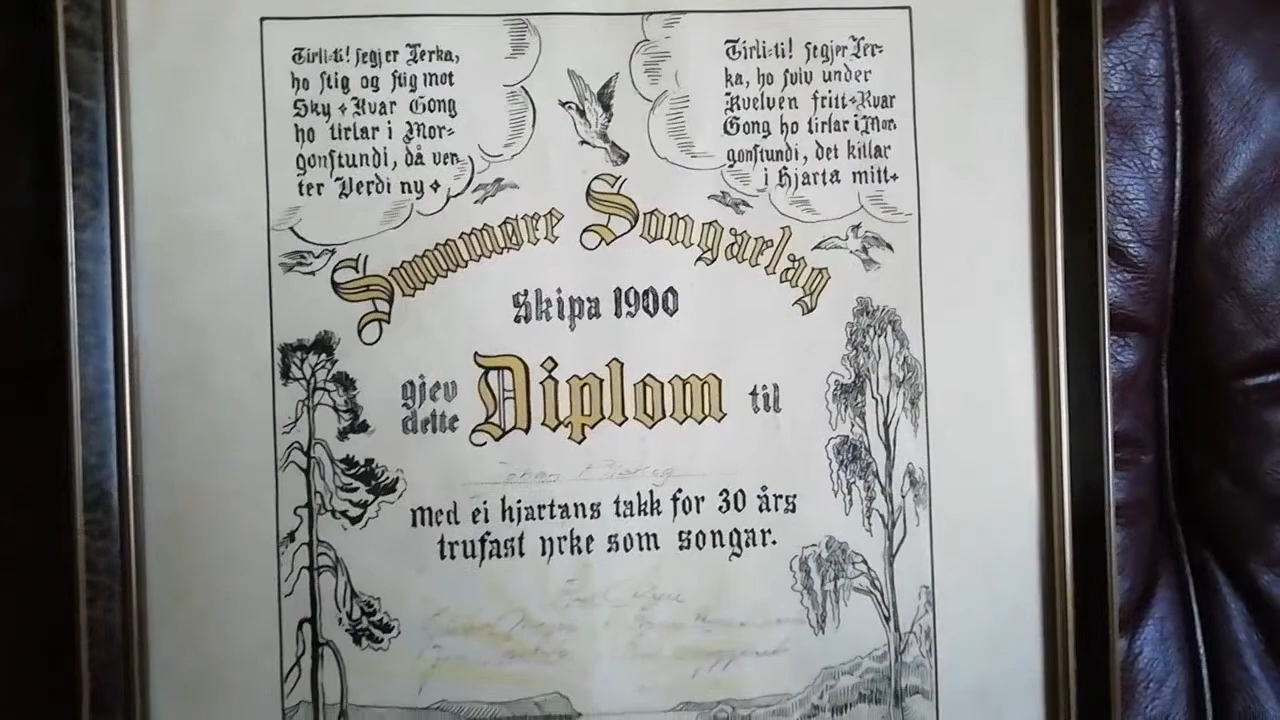 Tirli-ti! segjer Lerka,
ho stig og stig mot
Sky + Kvar Gong
ho tirlar i Mor-
gonstundi, då ver-
ter Verdi ny +
Tirli-ti! segjer Ler-
ka, ho sviv under
Kvelven fritt + Kvar
Gong ho tirlar i Mor-
gonstundi, det killar
i Hjarta mitt +
Sunnmøre Songarlag
Skipa 1900
gjev
dette Diplom til
Johan
med ei hjartans takk for 30 års
trufast yrke som songar.